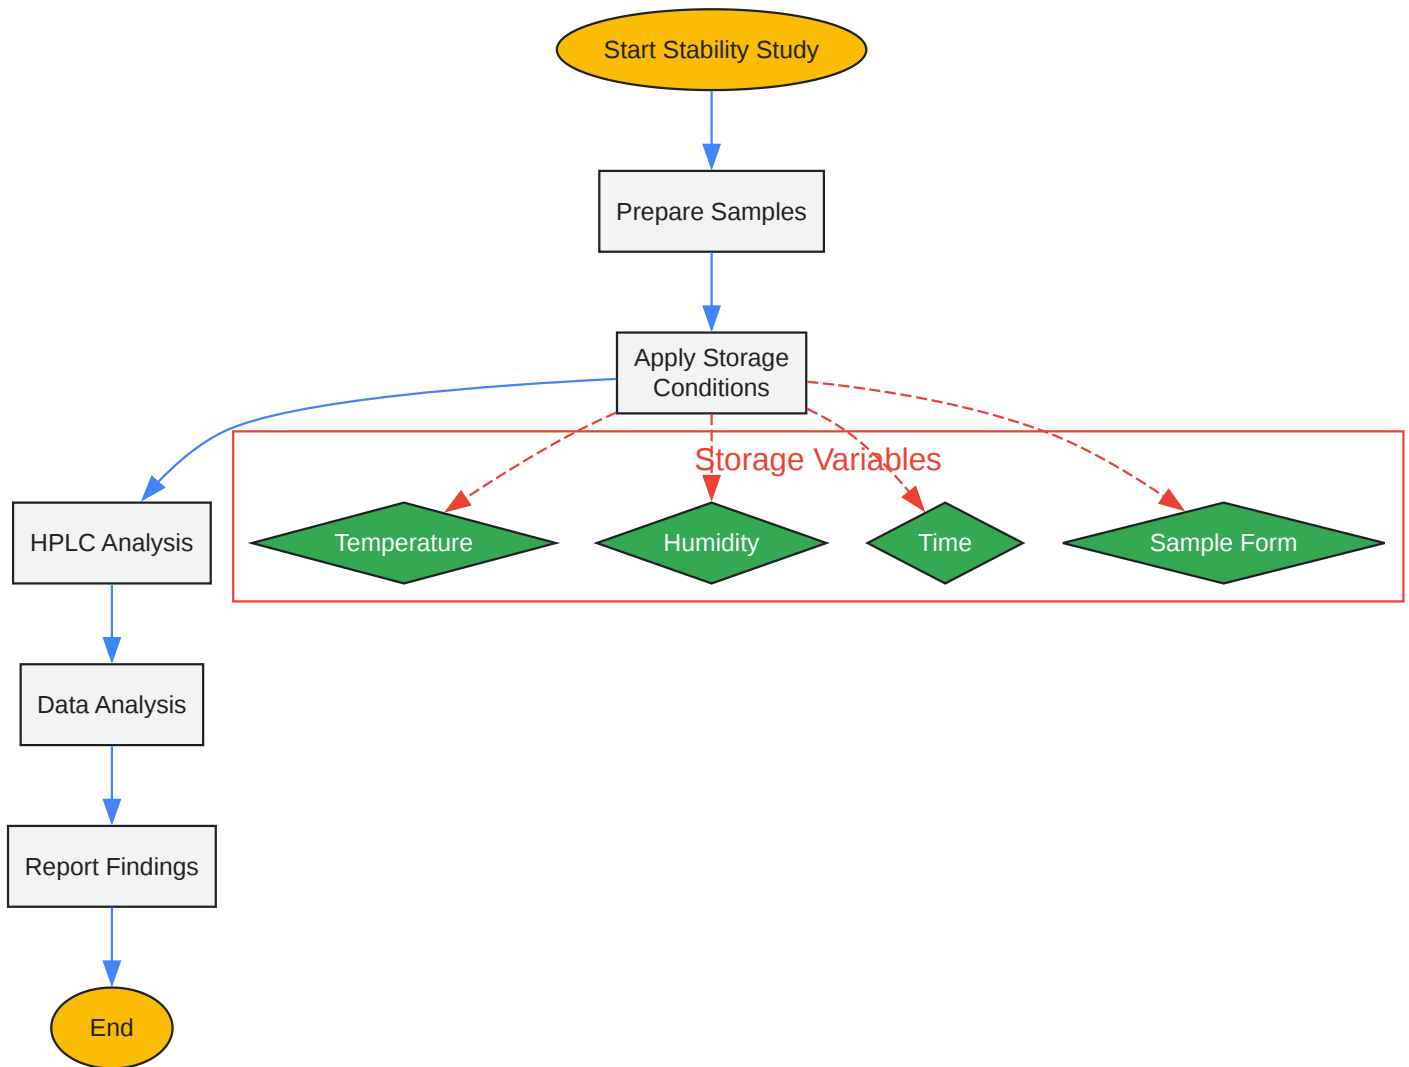 Start Stability Study
Prepare Samples
Apply Storage
Conditions
Storage Variables
HPLC Analysis
Temperature
Humidity
Time
Sample Form
Data Analysis
Report Findings
End